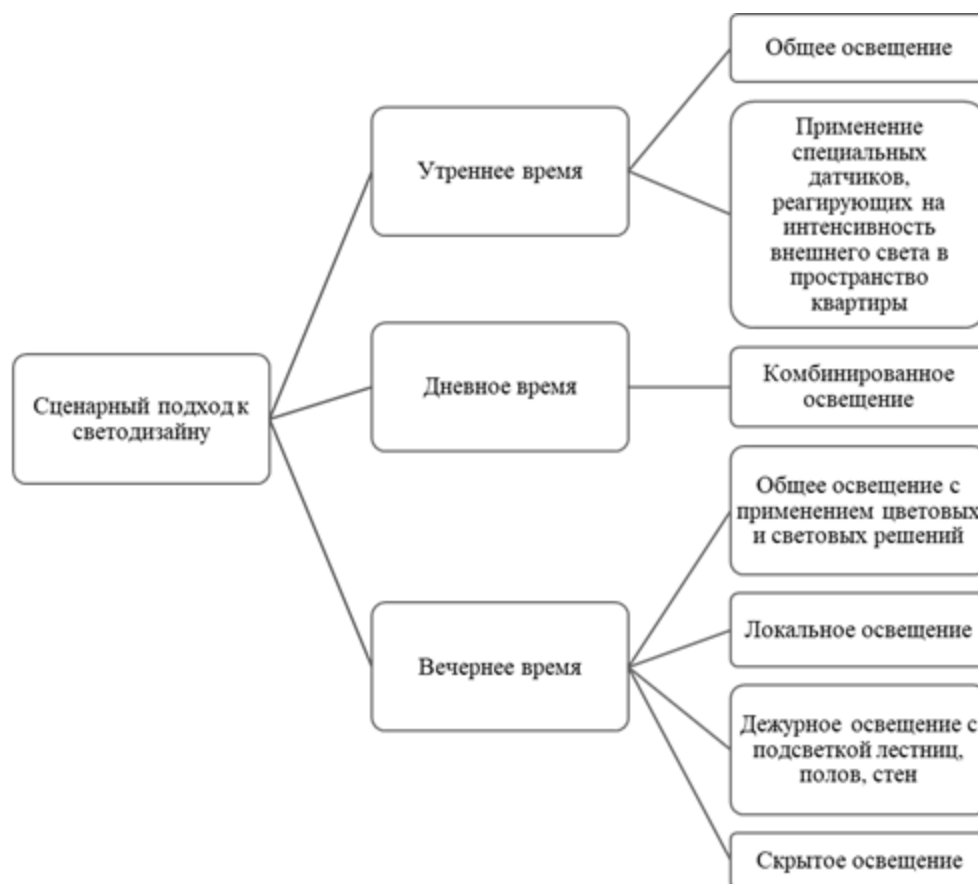 Сценарный подход к
светодизайну
Утреннее время
Общее освещение
Применение
специальных
датчиков,
реагирующих на
интенсивность
внешнего света в
пространство
квартиры
Дневное время
Комбинированное
освещение
Вечернее время
Общее освещение с
применением цветовых
и световых решений
Локальное освещение
Дежурное освещение с
подсветкой лестниц,
полов, стен
Скрытое освещение